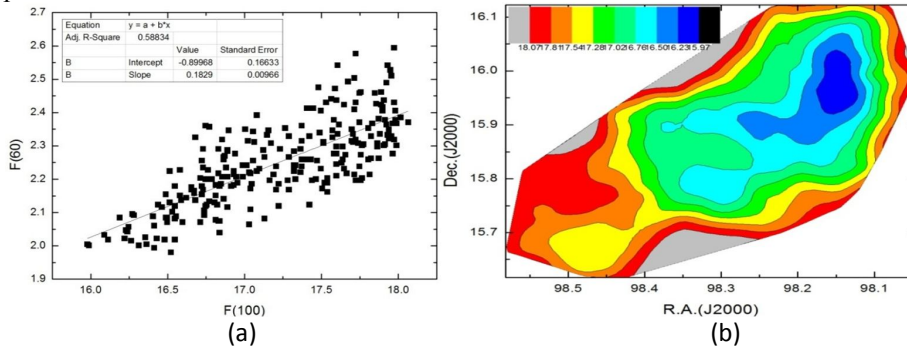 Equation y = a + b*x
Adj. R-Square 0.58834
Value Standard Error
B Intercept -0.89968 0.16633
B Slope 0.1829 0.00966
2.6
2.5
2.4
2.3
2.2
2.1
2.0
1.9
F(60)
16.0 16.5 17.0 17.5 18.0
F(100)
(a)
(b)
18.07 17.81 17.54 17.28 17.02 16.76 16.50 16.23 15.97
16.1
16.0
15.9
15.8
15.7
Dec.(J2000)
98.5 98.4 98.3 98.2 98.1
R.A.(J2000)
(b)